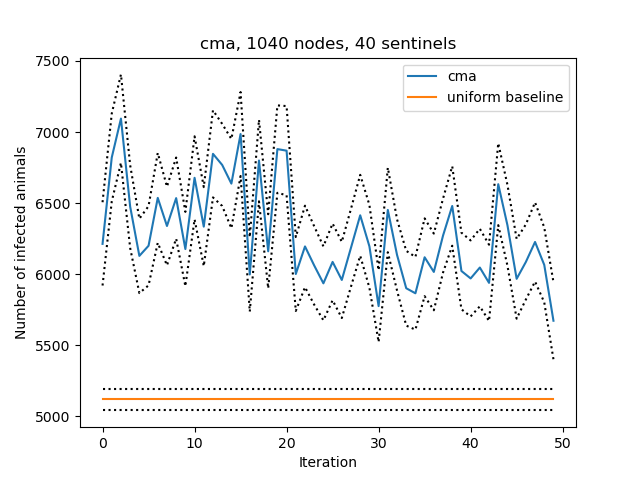 cma, 1040 nodes, 40 sentinels
cma
uniform baseline
7500
7000
6500
6000
5500
5000
Number of infected animals
0 10 20 30 40 50
Iteration